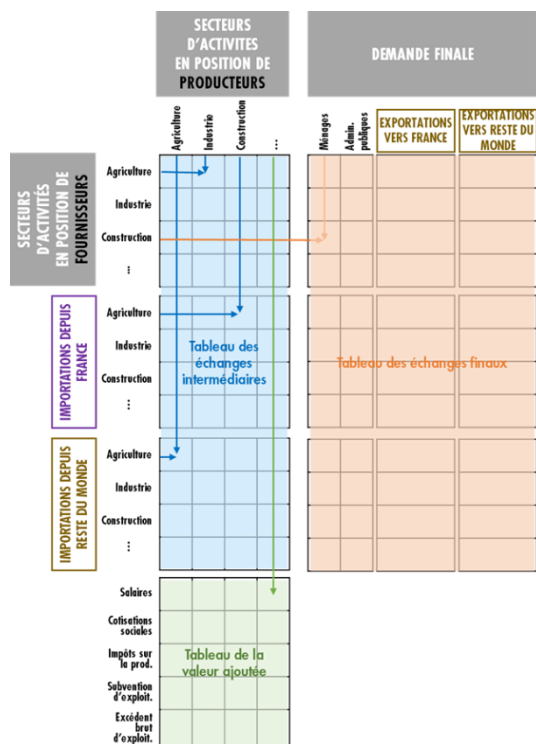 SECTEURS
D'ACTIVITES
EN POSITION DE
PRODUCTEURS
DEMANDE FINALE
Agriculture
Industrie
Construction
...
Ménages
Admin.
publiques
EXPORTATIONS
VERS FRANCE
EXPORTATIONS
VERS RESTE DU
MONDE
SECTEURS
D'ACTIVITÉS
EN POSITION DE
FOURNISSEURS
Agriculture
Industrie
Construction
...
IMPORTATIONS DEPUIS
FRANCE
Agriculture
Industrie
Construction
...
Tableau des
échanges
intermédiaires
Tableau des échanges finaux
IMPORTATIONS DEPUIS
RESTE DU MONDE
Agriculture
Industrie
Construction
...
Salaires
Cotisations
sociales
Impôts sur
la prod.
Subvention
d'exploit.
Excédent
brut
d'exploit.
Tableau de la
valeur ajoutée